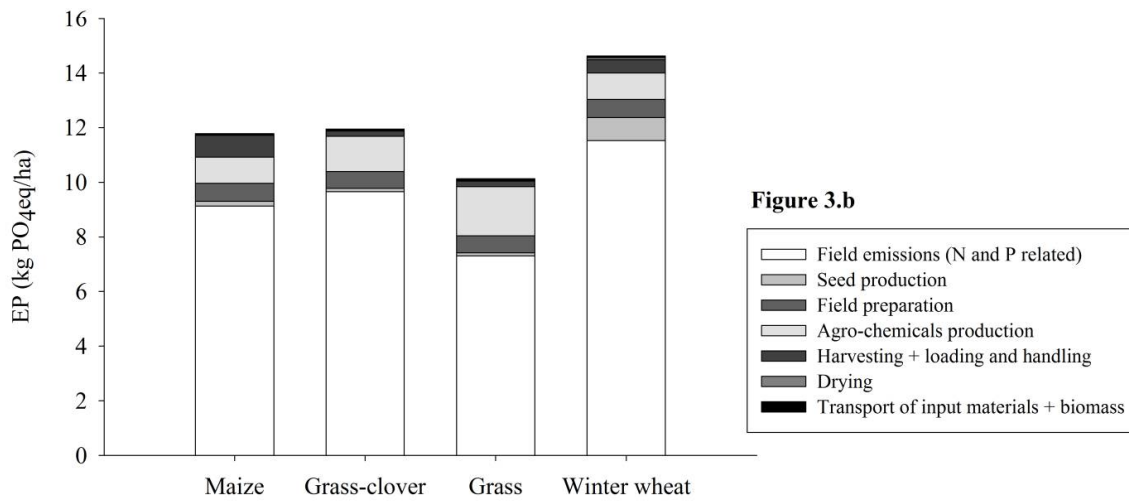 16
14
12
10
8
6
4
2
0
EP (kg PO4eq/ha)
Maize Grass-clover Grass Winter wheat
Figure 3.b
Field emissions (N and P related)
Seed production
Field preparation
Agro-chemicals production
Harvesting + loading and handling
Drying
Transport of input materials + biomass